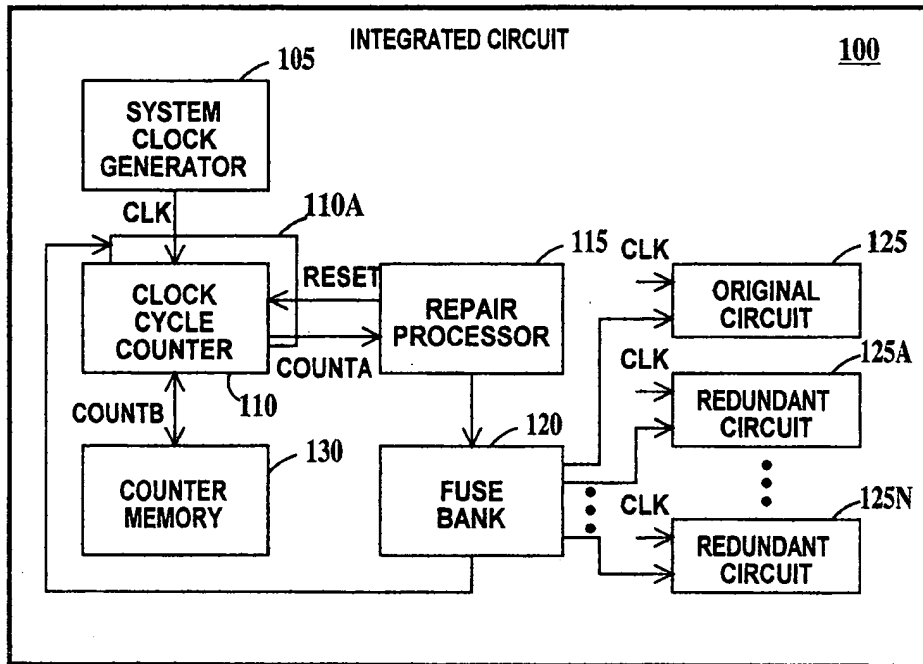 INTEGRATED CIRCUIT
100
105
SYSTEM
CLOCK
GENERATOR
CLK
110A
CLOCK
CYCLE
COUNTER
RESET
COUNTA
110
115
REPAIR
PROCESSOR
CLK
125
ORIGINAL
CIRCUIT
CLK
125A
REDUNDANT
CIRCUIT
COUNTB
130
COUNTER
MEMORY
120
FUSE
BANK
CLK
125N
REDUNDANT
CIRCUIT